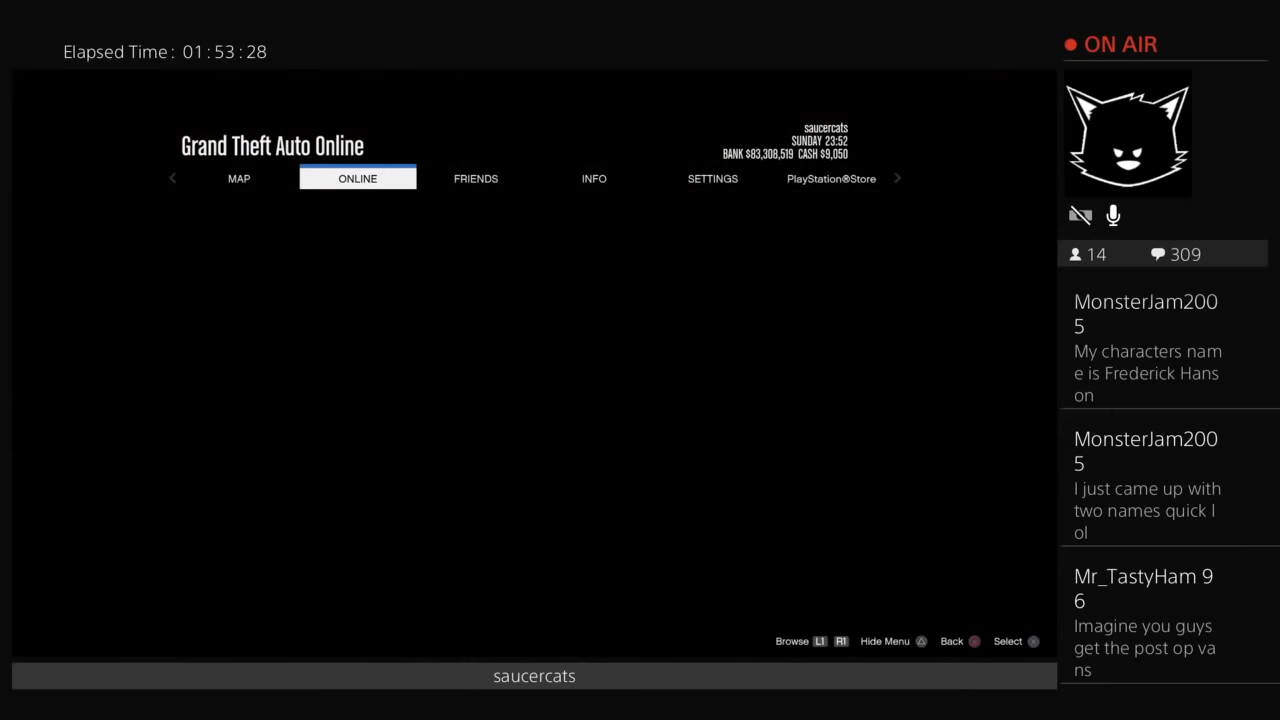 Elapsed Time: 01:53:28
ON AIR
Grand Theft Auto Online
saucercats
SUNDAY 23:52
BANK $83,308,519 CASH $9,050
MAP ONLINE FRIENDS INFO SETTINGS PlayStation®Store
14 309
MonsterJam200
5
My characters nam
e is Frederick Hans
on
MonsterJam200
5
I just came up with
two names quick l
ol
Mr_TastyHam 9
6
Imagine you guys
get the post op va
ns
Browse L1 R1 Hide Menu Back Select
saucercats